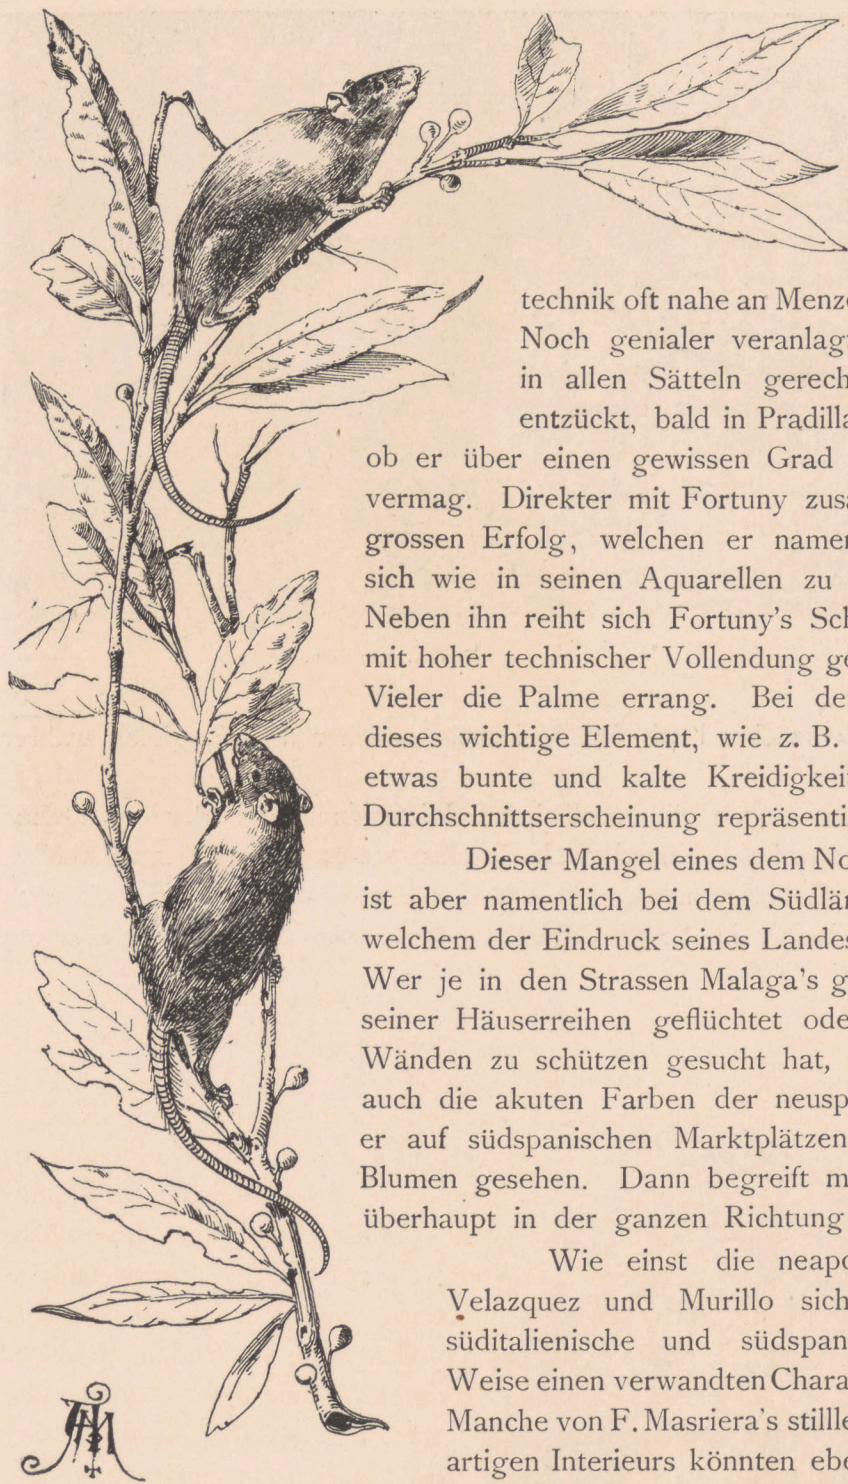 technik oft nahe an Menz
Noch genialer veranlag
in allen Sätteln gerech
entzückt, bald in Pradilla
ob er über einen gewissen Grad
vermag. Direkter mit Fortuny zus
grossen Erfolg, welchen er namen
sich wie in seinen Aquarellen zu
Neben ihn reiht sich Fortuny's Sch
mit hoher technischer Vollendung ge
Vieler die Palme errang. Bei de
dieses wichtige Element, wie z. B.
etwas bunte und kalte Kreidigkei
Durchschnittserscheinung repräsenti
Dieser Mangel eines dem No
ist aber namentlich bei dem Südlä
welchem der Eindruck seines Landes
Wer je in den Strassen Malaga's g
seiner Häuserreihen geflüchtet ode
Wänden zu schützen gesucht hat,
auch die akuten Farben der neusp
er auf südspanischen Marktplätzen
Blumen gesehen. Dann begreift m
überhaupt in der ganzen Richtung
Wie einst die neapo
Velazquez und Murillo sich
süditalienische und südspan
Weise einen verwandten Chara
Manche von F. Masriera's stillle
artigen Interieurs könnten ebe